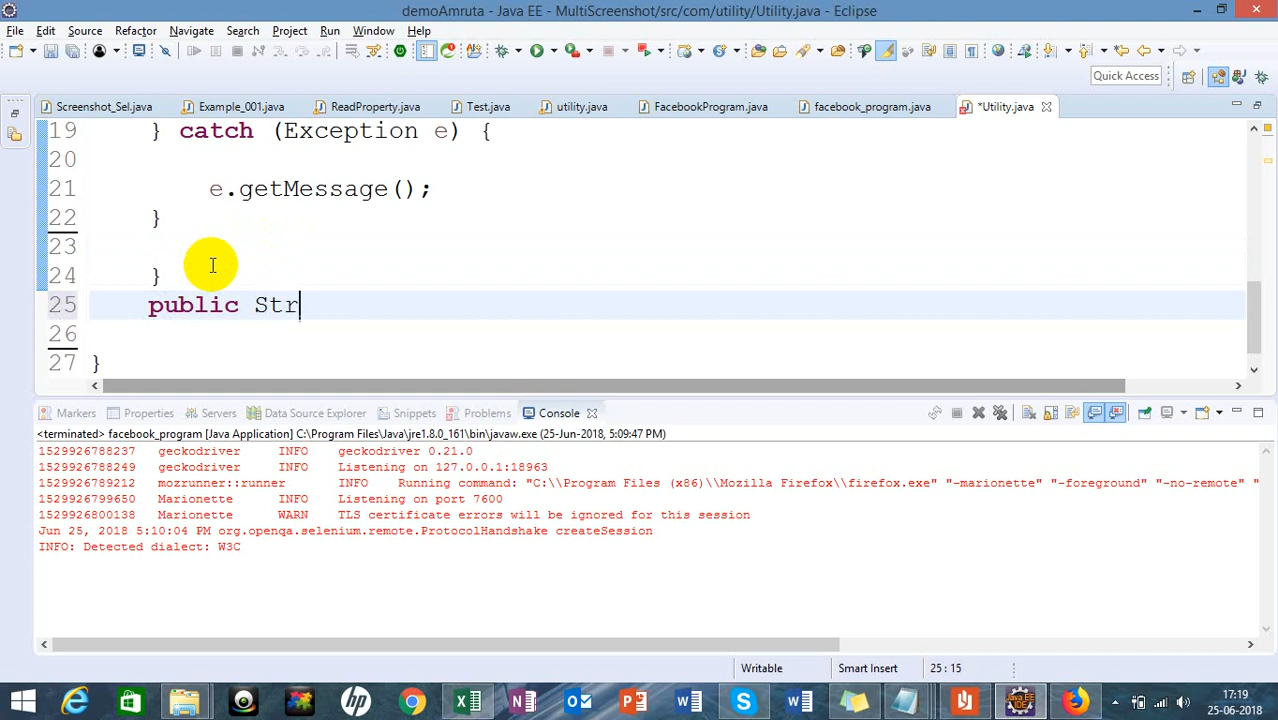 demoAmruta - Java EE - MultiScreenshot/src/com/utility/Utility.java - Eclipse
File Edit Source Refactor Navigate Search Project Run Window Help
Quick Access
Screenshot_Sel.java Example_001.java ReadProperty.java Test.java utility.java FacebookProgram.java facebook_program.java *Utility.java
19 } catch (Exception e) {
20
21 e.getMessage();
22 }
23
24 }
25 public Str
26
27 }
Markers Properties Servers Data Source Explorer Snippets Problems Console
<terminated> facebook_program [Java Application] C:\Program Files\Java\jre1.8.0_161\bin\javaw.exe (25-Jun-2018, 5:09:47 PM)
1529926788237 geckodriver INFO geckodriver 0.21.0
1529926788249 geckodriver INFO Listening on 127.0.0.1:18963
1529926789212 mozrunner::runner INFO Running command: "C:\\Program Files (x86)\\Mozilla Firefox\\firefox.exe" "-marionette" "-foreground" "-no-remote" "
1529926799650 Marionette INFO Listening on port 7600
1529926800138 Marionette WARN TLS certificate errors will be ignored for this session
Jun 25, 2018 5:10:04 PM org.openqa.selenium.remote.ProtocolHandshake createSession
INFO: Detected dialect: W3C
Writable Smart Insert 25 : 15
17:19
25-06-2018